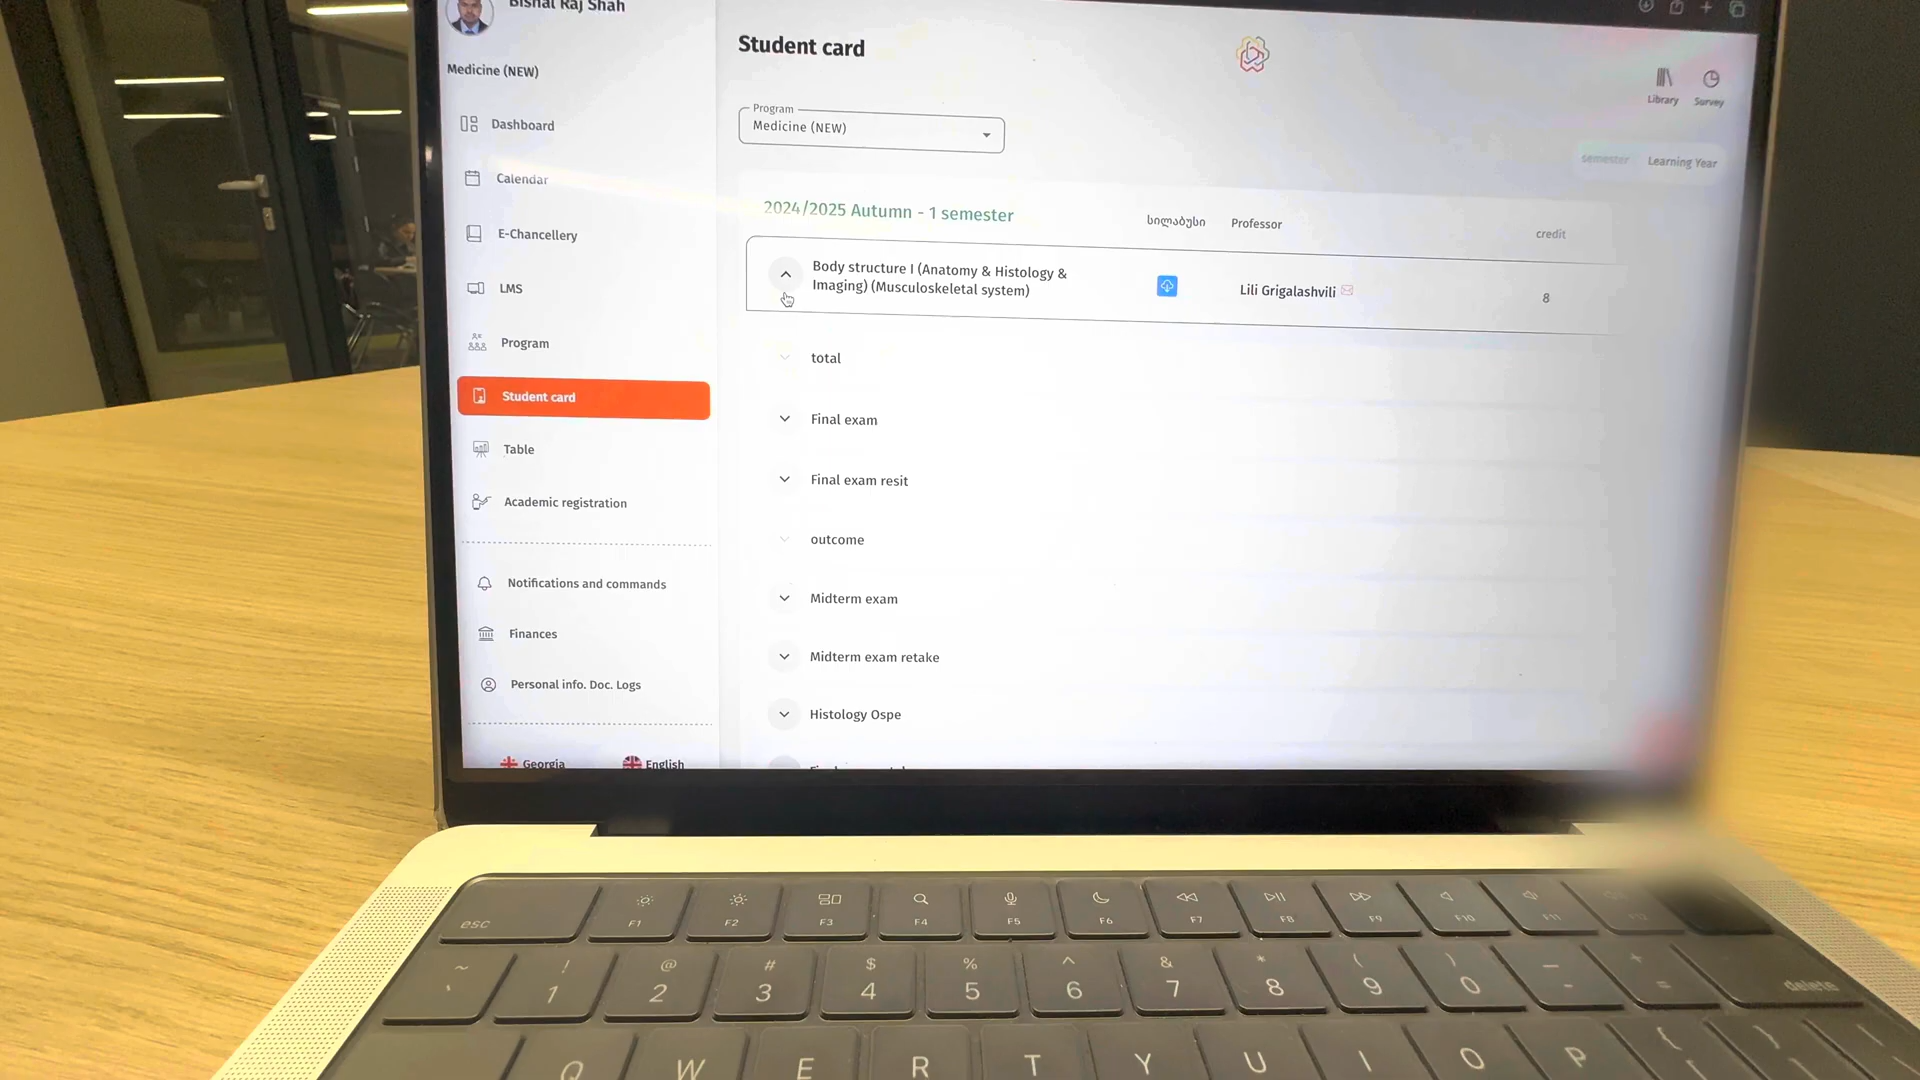 Bishal Raj Shah
Medicine (NEW)
Dashboard
Calendar
E-Chancellery
LMS
Program
Student card
Table
Academic registration
Notifications and commands
Finances
Personal info. Doc. Logs
Georgia
English
Student card
Library
Survey
Program
Medicine (NEW)
semester
Learning Year
2024/2025 Autumn - 1 semester
სილაბუსი
Professor
credit
Body structure I (Anatomy & Histology &
Imaging) (Musculoskeletal system)
Lili Grigalashvili
8
total
Final exam
Final exam resit
outcome
Midterm exam
Midterm exam retake
Histology Ospe
esc
F1
F2
F3
F4
F5
F6
F7
F8
F9
F10
F11
F12
~ ! @ # $ % ^ & * ( ) — +
` 1 2 3 4 5 6 7 8 9 0 - = delete
Q W E R T Y U I O P { }